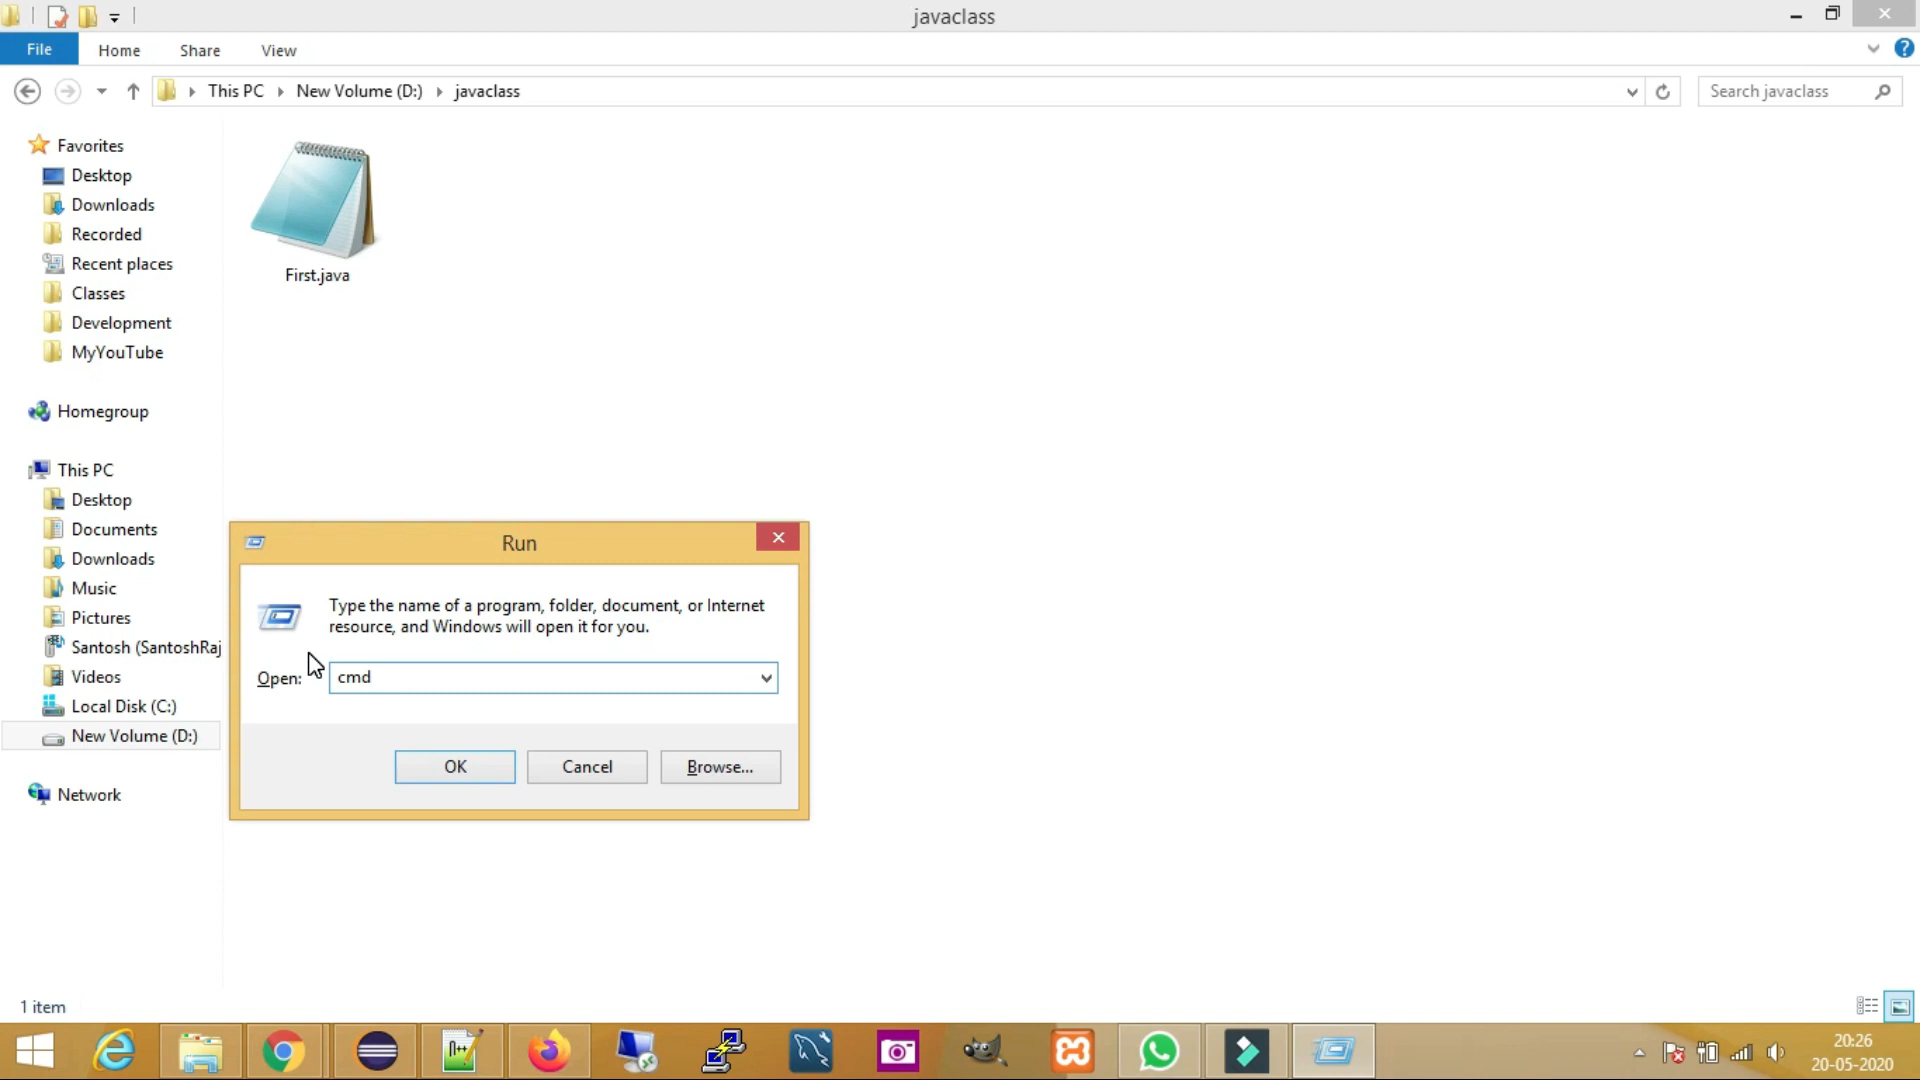 javaclass
File Home Share View
This PC New Volume (D:) javaclass
Search javaclass
Favorites
Desktop
Downloads
Recorded
Recent places
Classes
Development
MyYouTube
Homegroup
This PC
Desktop
Documents
Downloads
Music
Pictures
Santosh (SantoshRaj
Videos
Local Disk (C:)
New Volume (D:)
Network
First.java
Run
Type the name of a program, folder, document, or Internet
resource, and Windows will open it for you.
Open: cmd
OK Cancel Browse...
1 item
20:26
20-05-2020